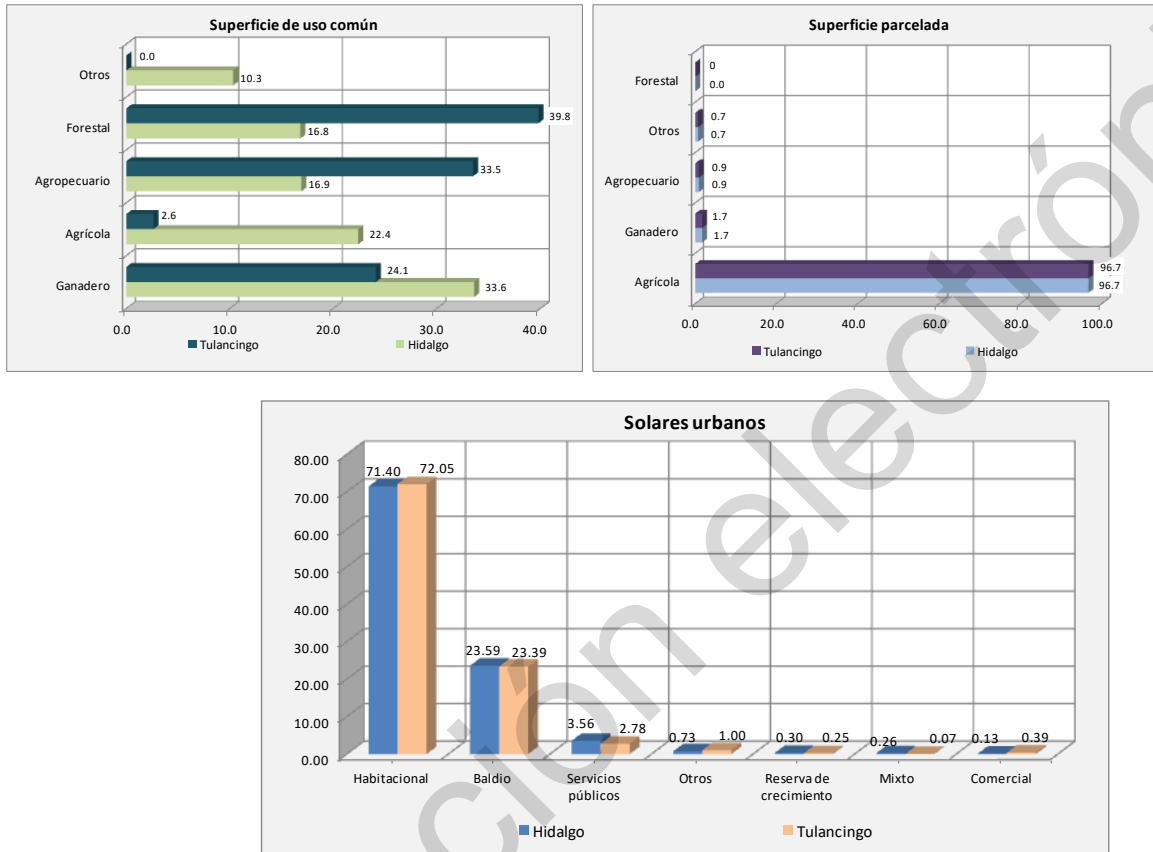 Superficie de uso común
Otros
0.0
10.3
Forestal
39.8
16.8
Agropecuario
33.5
16.9
Agrícola
2.6
22.4
Ganadero
24.1
33.6
0.0 10.0 20.0 30.0 40.0
Tulancingo Hidalgo
Superficie parcelada
Forestal
0
0.0
Otros
0.7
0.7
Agropecuario
0.9
0.9
Ganadero
1.7
1.7
Agrícola
96.7
96.7
0.0 20.0 40.0 60.0 80.0 100.0
Tulancingo Hidalgo
Solares urbanos
80.00
70.00
60.00
50.00
40.00
30.00
20.00
10.00
0.00
71.40 72.05
23.59 23.39
3.56 2.78
0.73 1.00
0.30 0.25
0.26 0.07
0.13 0.39
Habitacional Baldio Servicios públicos Otros Reserva de crecimiento Mixto Comercial
Hidalgo Tulancingo
ción electrón